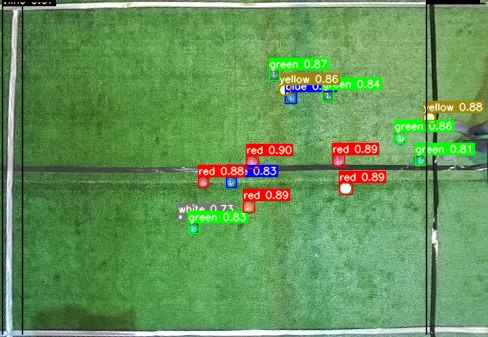 green 0.87
yellow 0.86
green 0.84
yellow 0.88
green 0.86
green 0.81
red 0.90
red 0.89
red 0.88
0.83
red 0.89
red 0.89
white 0.73
green 0.83